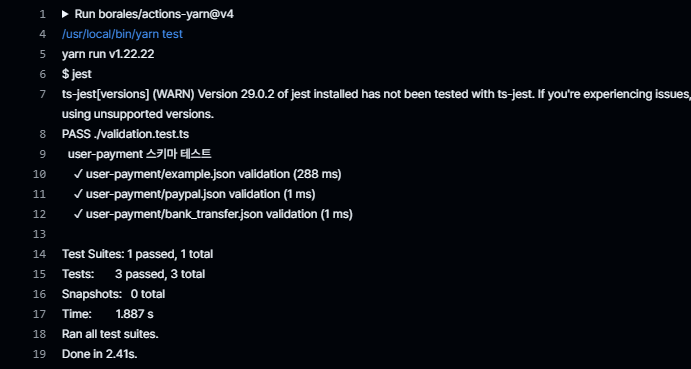 1 ▶ Run borales/actions-yarn@v4
4 /usr/local/bin/yarn test
5 yarn run v1.22.22
6 $ jest
7 ts-jest[versions] (WARN) Version 29.0.2 of jest installed has not been tested with ts-jest. If you're experiencing issues,
using unsupported versions.
8 PASS ./validation.test.ts
9 user-payment 스키마 테스트
10 ✓ user-payment/example.json validation (288 ms)
11 ✓ user-payment/paypal.json validation (1 ms)
12 ✓ user-payment/bank_transfer.json validation (1 ms)
13
14 Test Suites: 1 passed, 1 total
15 Tests: 3 passed, 3 total
16 Snapshots: 0 total
17 Time: 1.887 s
18 Ran all test suites.
19 Done in 2.41s.